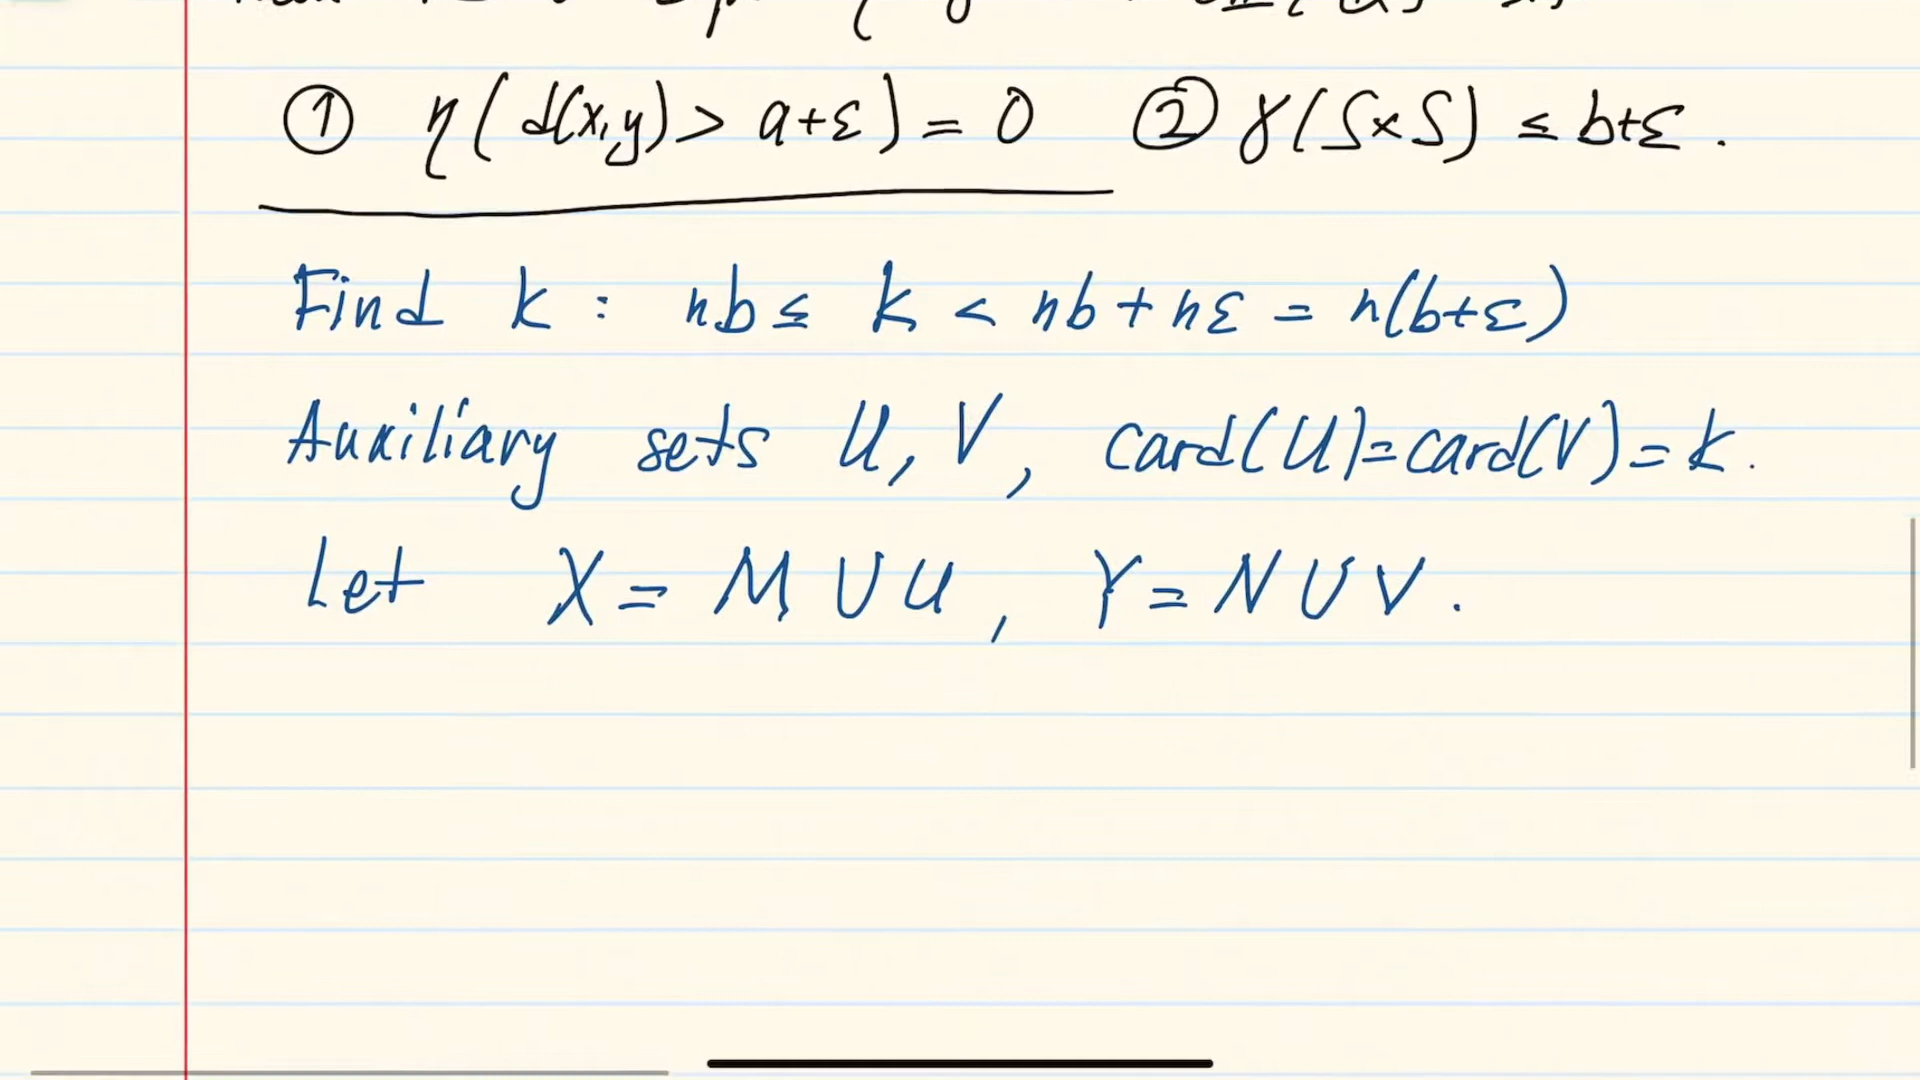 ① η(d(x,y) > a+ε) = 0 ② γ(S×S) ≤ b+ε.
Find k : nb ≤ k < nb + nε = n(b+ε)
Auxiliary sets U, V, card(U)=card(V)=k.
Let X = M ∪ U, Y = N ∪ V.